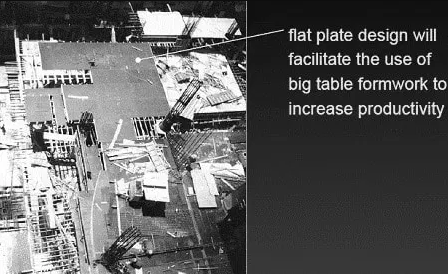 flat plate design will
facilitate the use of
big table formwork to
increase productivity